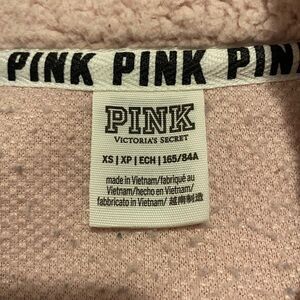 PINK PINK PIN
PINK
VICTORIA'S SECRET
XS | XP | ECH | 165/84A
made in Vietnam/fabriqué au
Vietnam/hecho en Vietnam/
fabbricato in Vietnam/ 越南制造